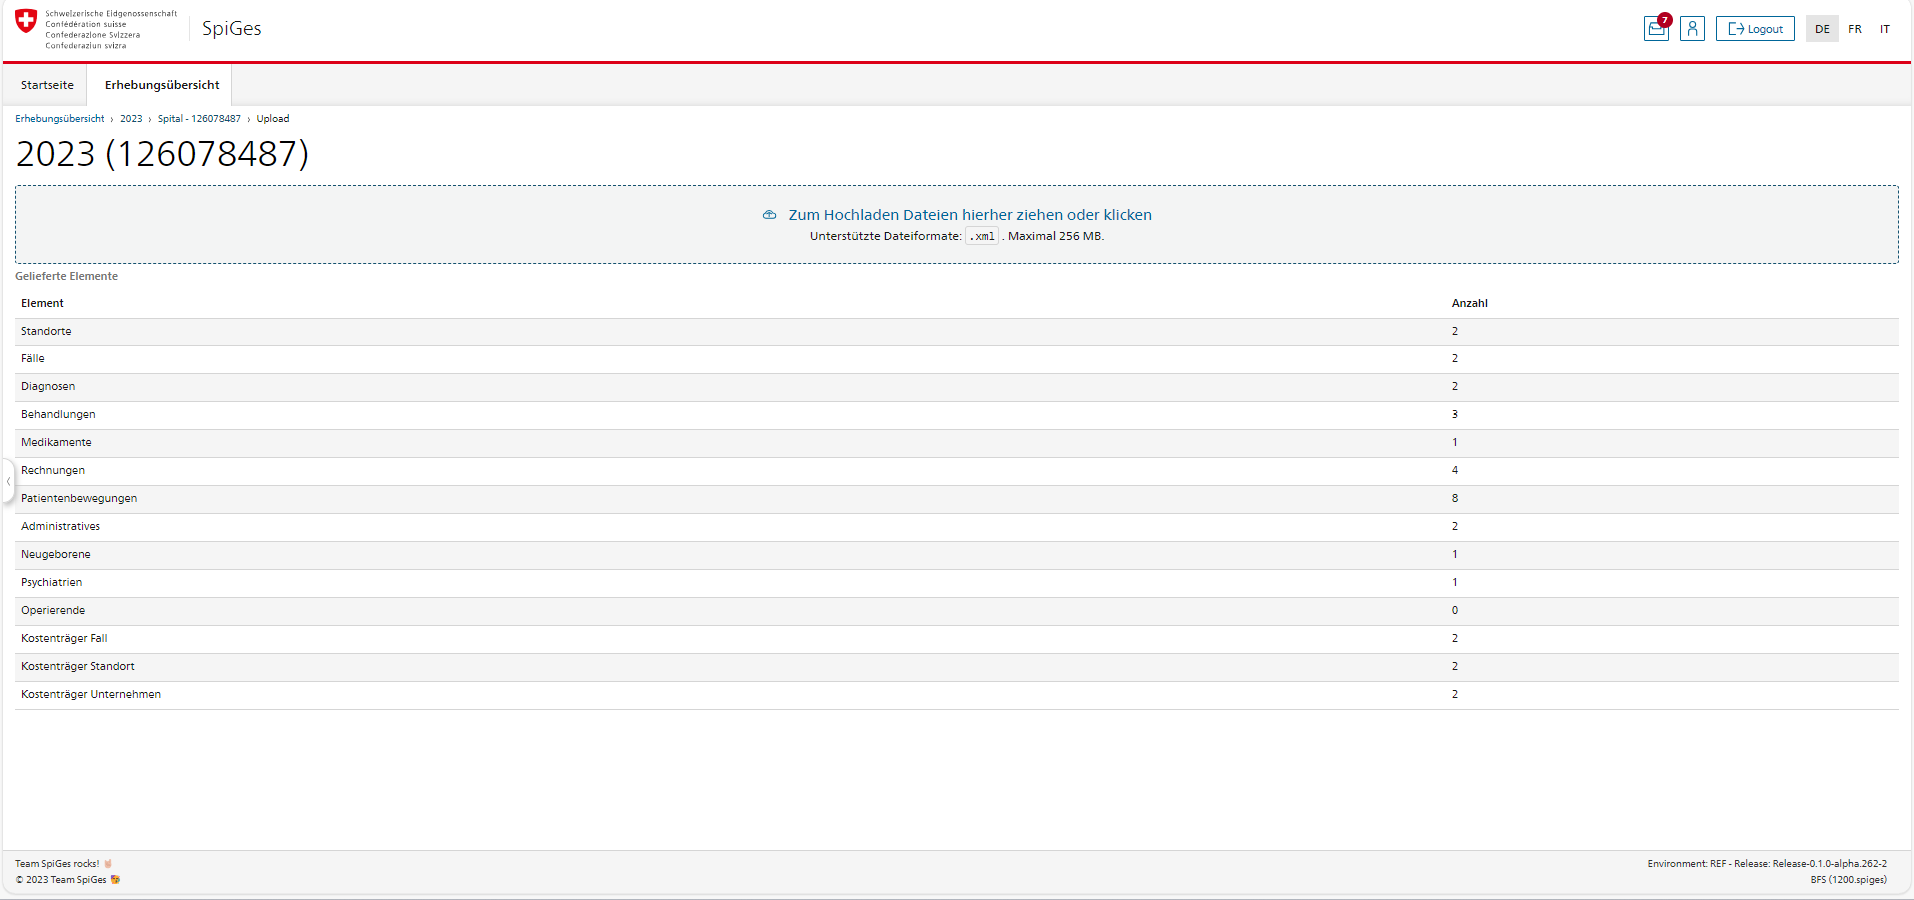 Schweizerische Eidgenossenschaft
Confédération suisse
Confederazione Svizzera
Confederaziun svizra
SpiGes
7
Logout
DE FR IT
Startseite Erhebungsübersicht
Erhebungsübersicht › 2023 › Spital - 126078487 › Upload
2023 (126078487)
Zum Hochladen Dateien hierher ziehen oder klicken
Unterstützte Dateiformate: .xml . Maximal 256 MB.
Gelieferte Elemente
Element Anzahl
Standorte 2
Fälle 2
Diagnosen 2
Behandlungen 3
Medikamente 1
Rechnungen 4
Patientenbewegungen 8
Administratives 2
Neugeborene 1
Psychiatrien 1
Operierende 0
Kostenträger Fall 2
Kostenträger Standort 2
Kostenträger Unternehmen 2
Team SpiGes rocks! 🤘🏻
Environment: REF - Release: Release-0.1.0-alpha.262-2
© 2023 Team SpiGes
BFS (1200.spiges)